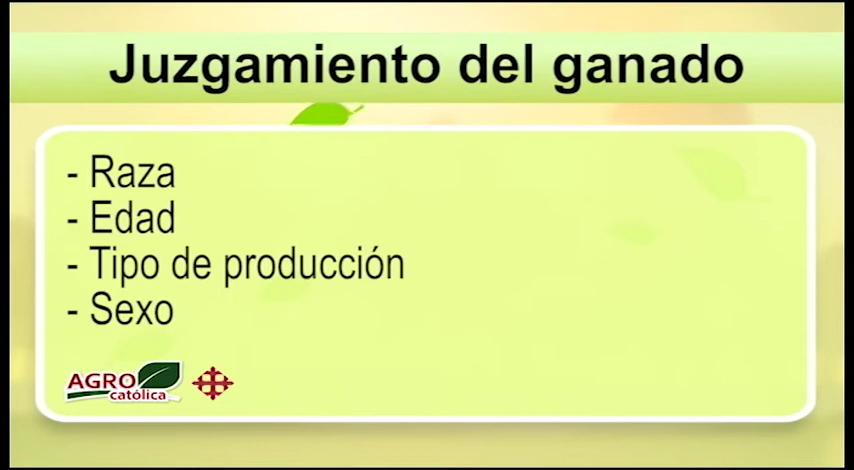 Juzgamiento del ganado
- Raza
- Edad
- Tipo de producción
- Sexo
AGRO
católica